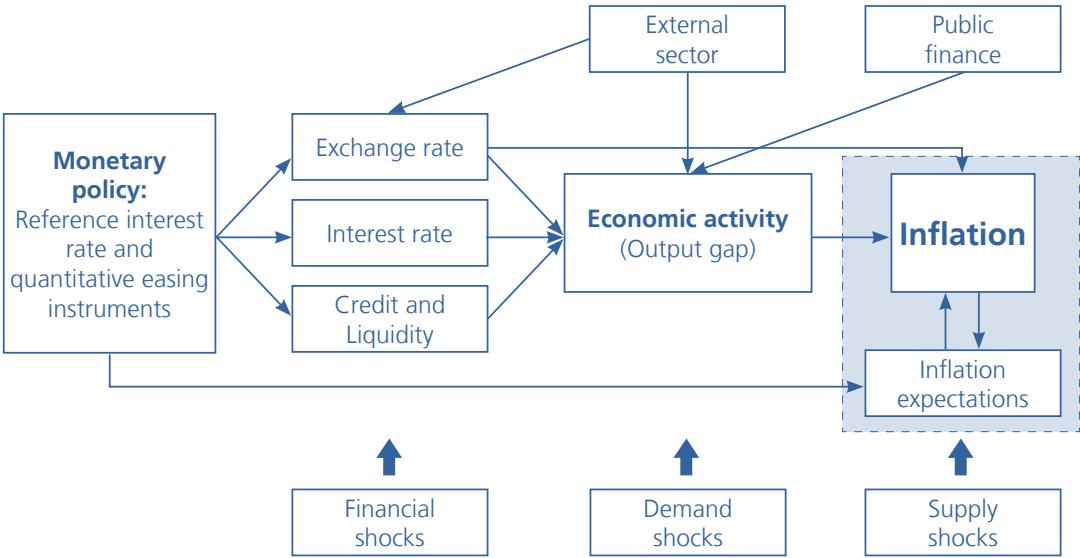 External
sector
Public
finance
Monetary
policy:
Reference interest
rate and
quantitative easing
instruments
Exchange rate
Interest rate
Credit and
Liquidity
Economic activity
(Output gap)
Inflation
Inflation
expectations
Financial
shocks
Demand
shocks
Supply
shocks